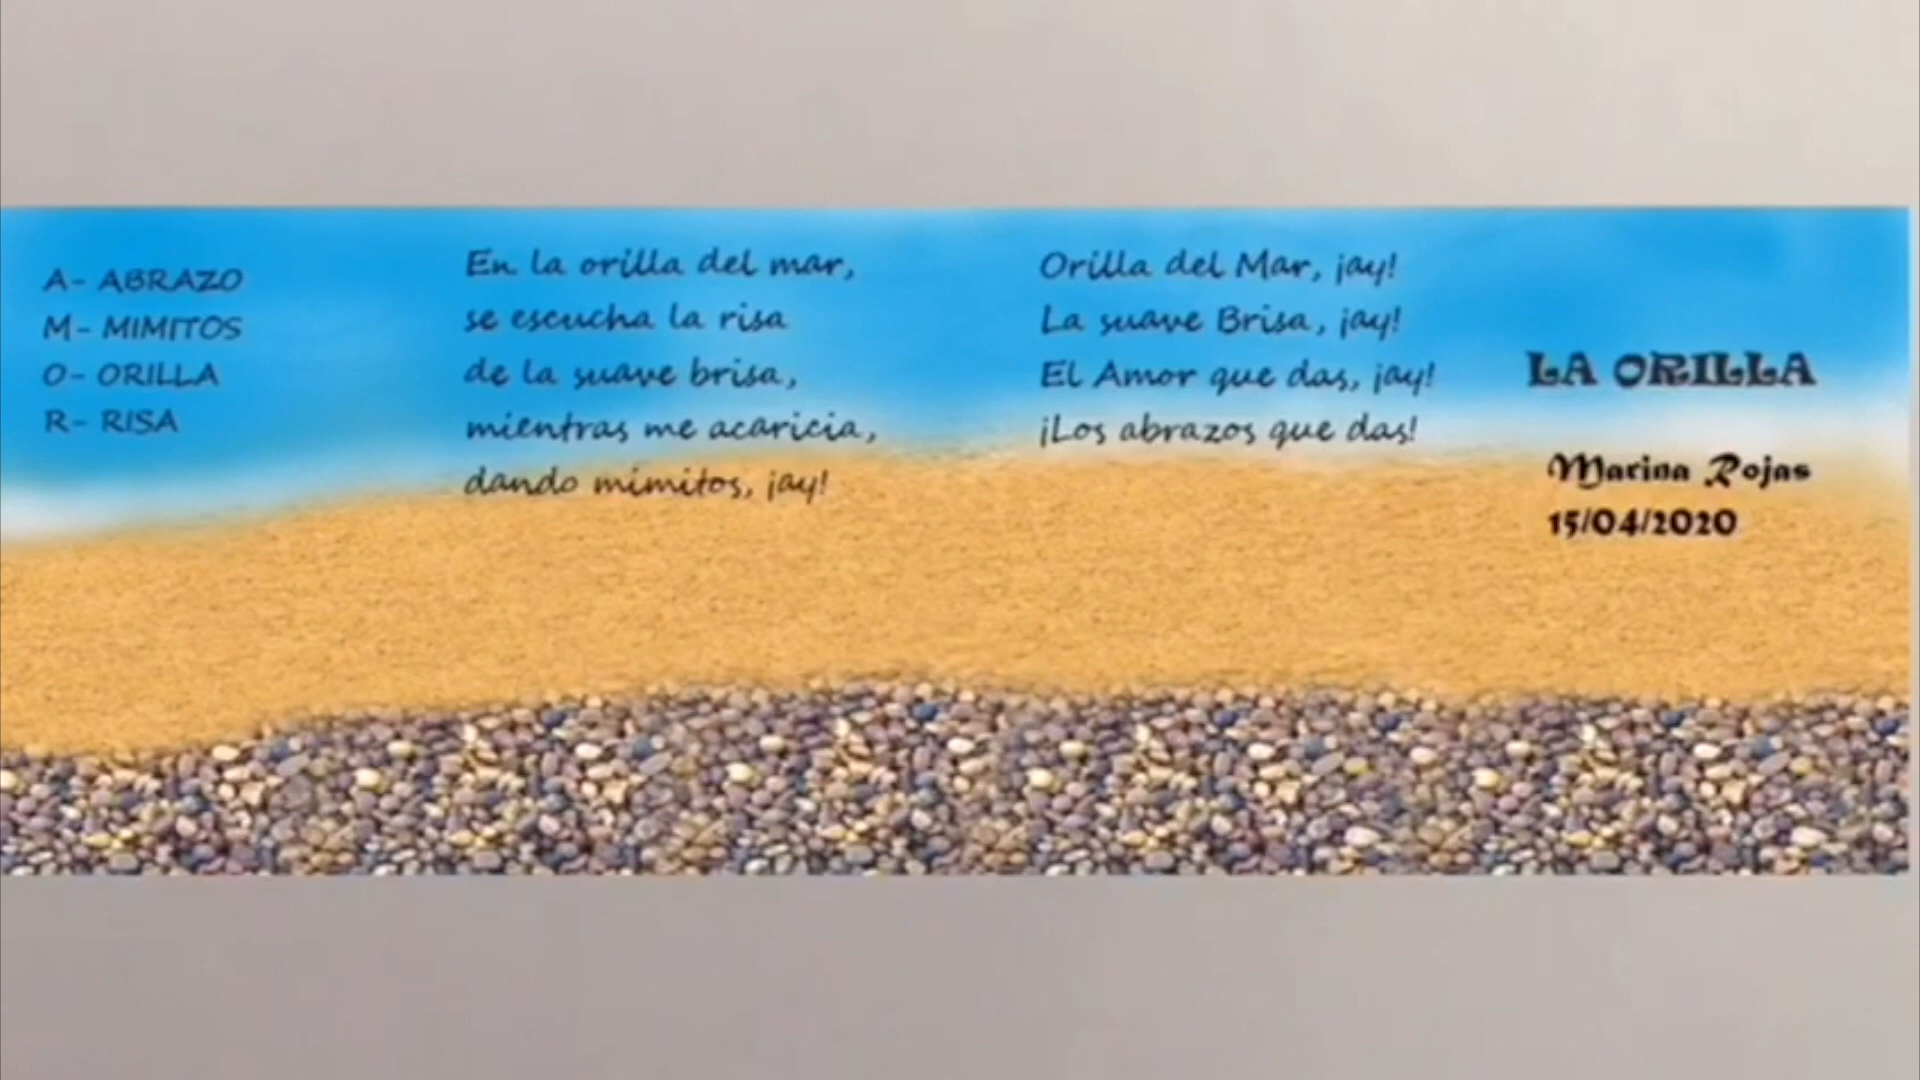 A- ABRAZO
M- MIMITOS
O- ORILLA
R- RISA
En la orilla del mar,
se escucha la risa
de la suave brisa,
mientras me acaricia,
dando mimitos, ¡ay!
Orilla del Mar, ¡ay!
La suave Brisa, ¡ay!
El Amor que das, ¡ay!
¡Los abrazos que das!
LA ORILLA
Marina Rojas
15/04/2020